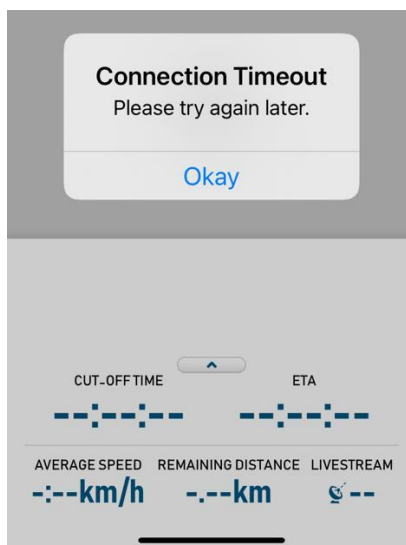 Connection Timeout
Please try again later.
Okay
CUT-OFF TIME ETA
--:--:-- --:--:--
AVERAGE SPEED REMAINING DISTANCE LIVESTREAM
-:--km/h -.--km --